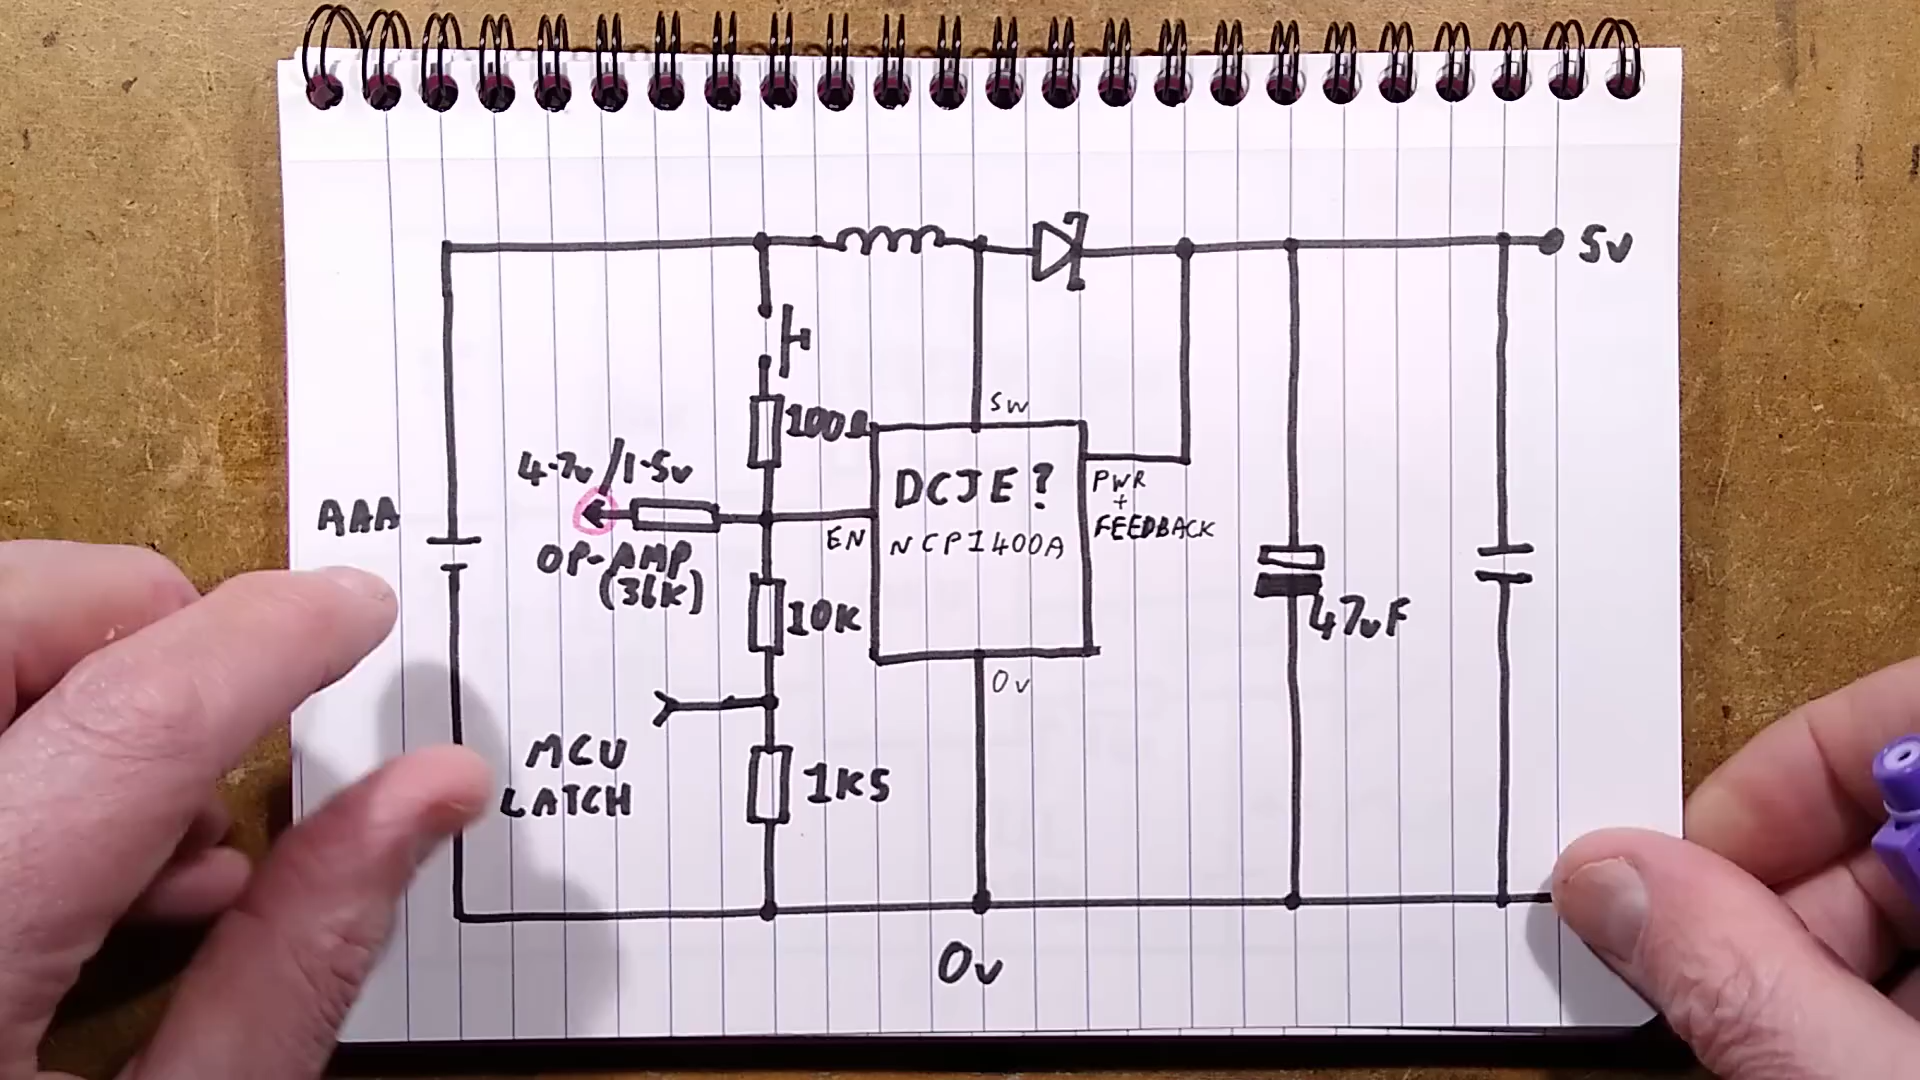 5v
SW
100Ω
4.7v/1.5v
DCJE?
PWR
+
FEEDBACK
AAA
EN
NCP1400A
OP-AMP
(36K)
10K
47uF
0v
MCU
LATCH
1K5
0v